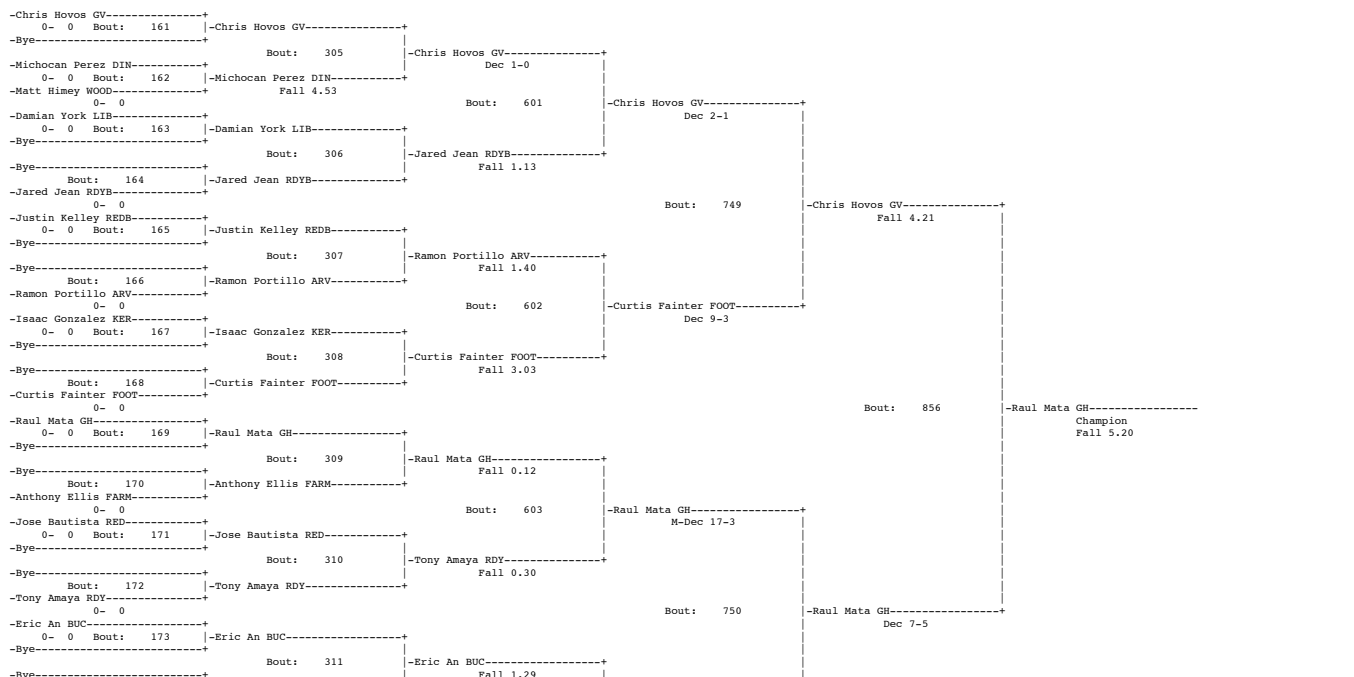 -Chris Hovos GV---------------+
0-  0   Bout:    161     |-Chris Hovos GV---------------+
-Bye--------------------------+
Bout:    305          |-Chris Hovos GV---------------+
-Michocan Perez DIN-----------+     Dec 1-0
0-  0   Bout:    162     |-Michocan Perez DIN-----------+
-Matt Himey WOOD--------------+     Fall 4.53
0-  0     Bout:    601     |-Chris Hovos GV---------------+
-Damian York LIB--------------+     Dec 2-1
0-  0   Bout:    163     |-Damian York LIB--------------+
-Bye--------------------------+
Bout:    306          |-Jared Jean RDYB--------------+
-Bye--------------------------+     Fall 1.13
Bout:    164     |-Jared Jean RDYB--------------+
-Jared Jean RDYB--------------+
0-  0     Bout:    749     |-Chris Hovos GV---------------+
-Justin Kelley REDB-----------+     Fall 4.21
0-  0   Bout:    165     |-Justin Kelley REDB-----------+
-Bye--------------------------+
Bout:    307          |-Ramon Portillo ARV-----------+
-Bye--------------------------+     Fall 1.40
Bout:    166     |-Ramon Portillo ARV-----------+
-Ramon Portillo ARV-----------+
0-  0     Bout:    602     |-Curtis Fainter FOOT----------+
-Isaac Gonzalez KER-----------+     Dec 9-3
0-  0   Bout:    167     |-Isaac Gonzalez KER-----------+
-Bye--------------------------+
Bout:    308          |-Curtis Fainter FOOT----------+
-Bye--------------------------+     Fall 3.03
Bout:    168     |-Curtis Fainter FOOT----------+
-Curtis Fainter FOOT----------+
0-  0     Bout:    856     |-Raul Mata GH-----------------
-Raul Mata GH-----------------+     Champion
0-  0   Bout:    169     |-Raul Mata GH-----------------+     Fall 5.20
-Bye--------------------------+
Bout:    309          |-Raul Mata GH-----------------+
-Bye--------------------------+     Fall 0.12
Bout:    170     |-Anthony Ellis FARM-----------+
-Anthony Ellis FARM-----------+
0-  0     Bout:    603     |-Raul Mata GH-----------------+
-Jose Bautista RED------------+     M-Dec 17-3
0-  0   Bout:    171     |-Jose Bautista RED------------+
-Bye--------------------------+
Bout:    310          |-Tony Amaya RDY---------------+
-Bye--------------------------+     Fall 0.30
Bout:    172     |-Tony Amaya RDY---------------+
-Tony Amaya RDY---------------+
0-  0     Bout:    750     |-Raul Mata GH-----------------+
-Eric An BUC------------------+     Dec 7-5
0-  0   Bout:    173     |-Eric An BUC------------------+
-Bye--------------------------+
Bout:    311          |-Eric An BUC------------------+
-Bye--------------------------+     Fall 1.29